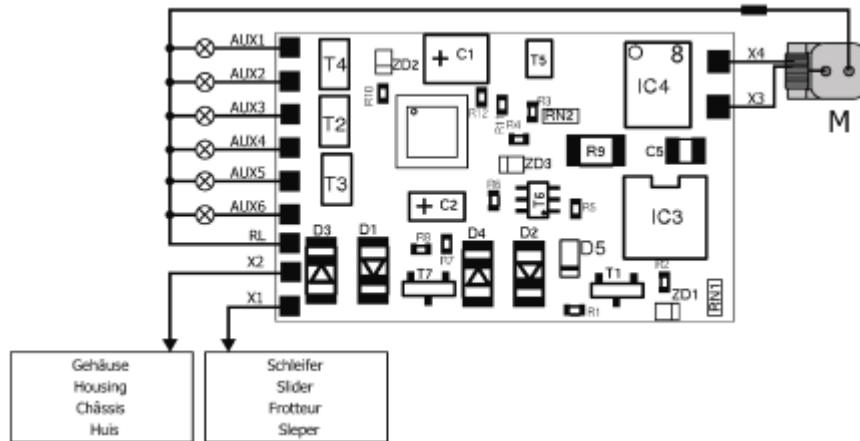 AUX1
AUX2
AUX3
AUX4
AUX5
AUX6
RL
X2
X1
T4
T2
T3
ZD2
R10
C1
R12
R11
R3
R4
RN2
T5
IC4
8
X4
X3
M
R9
C5
ZD3
T6
R6
R5
C2
IC3
D3
D1
R8
R7
T7
D4
D2
D5
T1
R2
R1
ZD1
RN1
Gehäuse
Housing
Châssis
Huis
Schleifer
Slider
Frotteur
Sleper